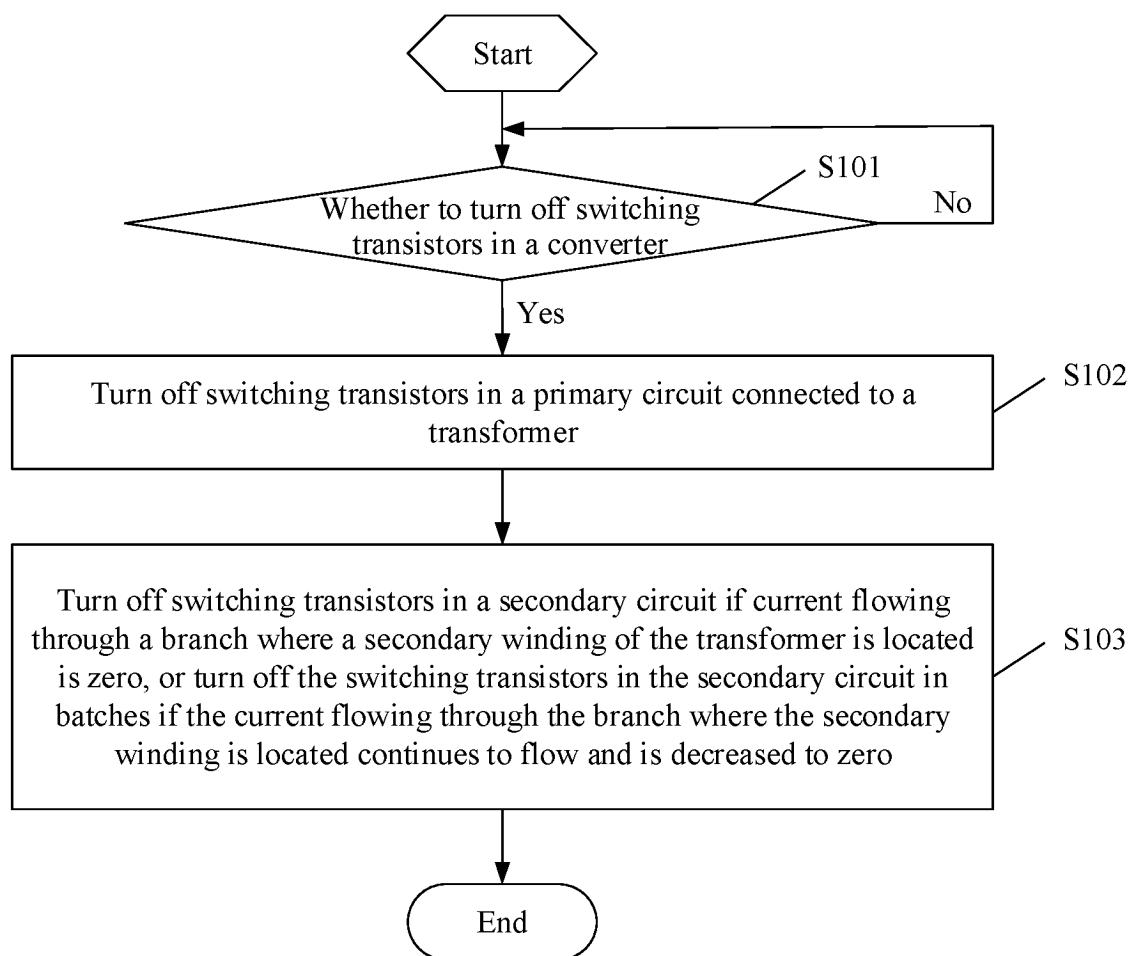 Start
S101
Whether to turn off switching
transistors in a converter
No
Yes
Turn off switching transistors in a primary circuit connected to a
transformer
S102
Turn off switching transistors in a secondary circuit if current flowing
through a branch where a secondary winding of the transformer is located
is zero, or turn off the switching transistors in the secondary circuit in
batches if the current flowing through the branch where the secondary
winding is located continues to flow and is decreased to zero
S103
End